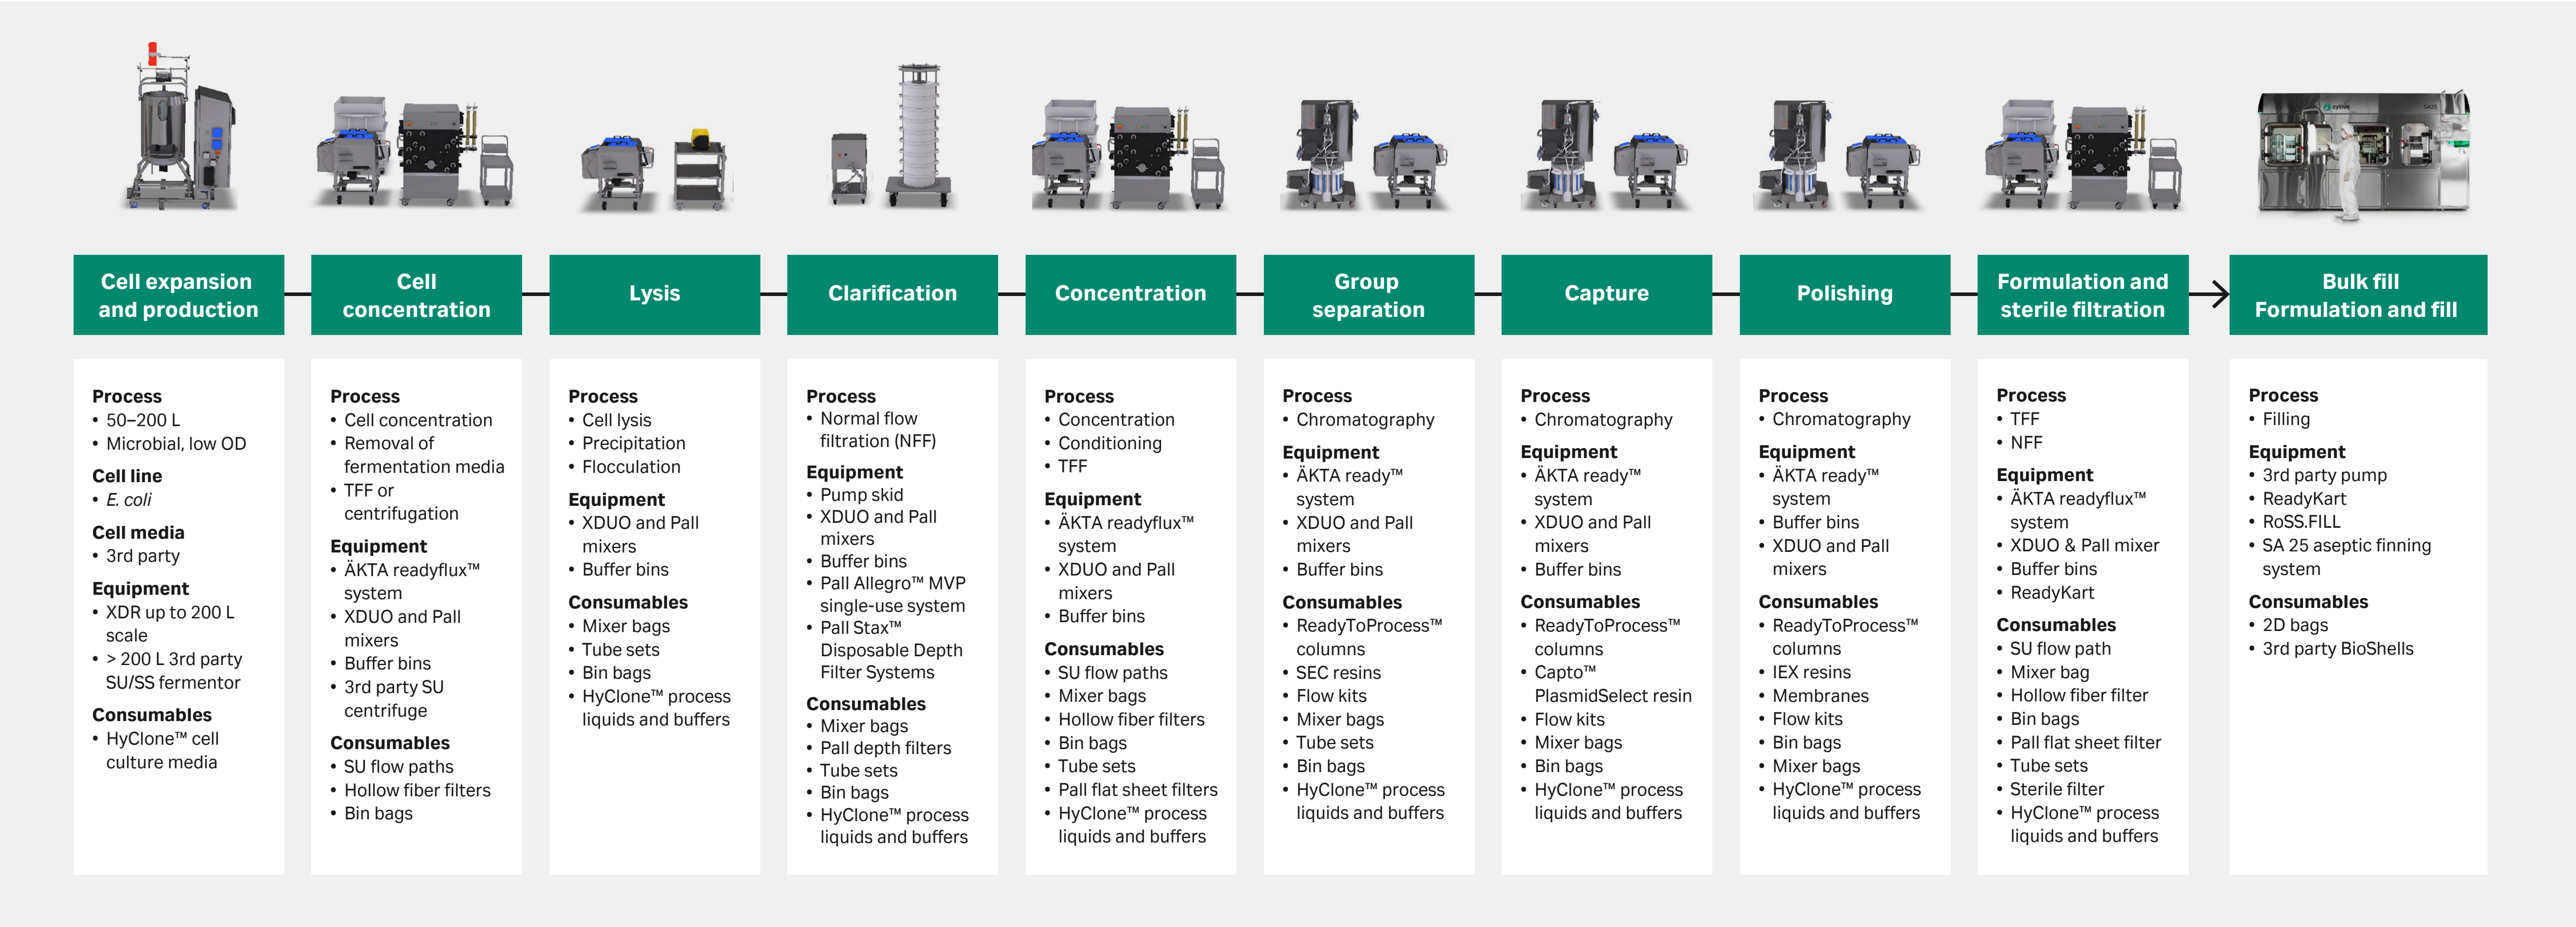 cytiva
SA25
Cell expansion
and production
Cell
concentration
Lysis
Clarification
Concentration
Group
separation
Capture
Polishing
Formulation and
sterile filtration
Bulk fill
Formulation and fill
Process
• 50–200 L
• Microbial, low OD
Cell line
• E. coli
Cell media
• 3rd party
Equipment
• XDR up to 200 L
scale
• > 200 L 3rd party
SU/SS fermentor
Consumables
• HyClone™ cell
culture media
Process
• Cell concentration
• Removal of
fermentation media
• TFF or
centrifugation
Equipment
• ÄKTA readyflux™
system
• XDUO and Pall
mixers
• Buffer bins
• 3rd party SU
centrifuge
Consumables
• SU flow paths
• Hollow fiber filters
• Bin bags
Process
• Cell lysis
• Precipitation
• Flocculation
Equipment
• XDUO and Pall
mixers
• Buffer bins
Consumables
• Mixer bags
• Tube sets
• Bin bags
• HyClone™ process
liquids and buffers
Process
• Normal flow
filtration (NFF)
Equipment
• Pump skid
• XDUO and Pall
mixers
• Buffer bins
• Pall Allegro™ MVP
single-use system
• Pall Stax™
Disposable Depth
Filter Systems
Consumables
• Mixer bags
• Pall depth filters
• Tube sets
• Bin bags
• HyClone™ process
liquids and buffers
Process
• Concentration
• Conditioning
• TFF
Equipment
• ÄKTA readyflux™
system
• XDUO and Pall
mixers
• Buffer bins
Consumables
• SU flow paths
• Mixer bags
• Hollow fiber filters
• Bin bags
• Tube sets
• Pall flat sheet filters
• HyClone™ process
liquids and buffers
Process
• Chromatography
Equipment
• ÄKTA ready™
system
• XDUO and Pall
mixers
• Buffer bins
Consumables
• ReadyToProcess™
columns
• SEC resins
• Flow kits
• Mixer bags
• Tube sets
• Bin bags
• HyClone™ process
liquids and buffers
Process
• Chromatography
Equipment
• ÄKTA ready™
system
• XDUO and Pall
mixers
• Buffer bins
Consumables
• ReadyToProcess™
columns
• Capto™
PlasmidSelect resin
• Flow kits
• Mixer bags
• Bin bags
• HyClone™ process
liquids and buffers
Process
• Chromatography
Equipment
• ÄKTA ready™
system
• Buffer bins
• XDUO and Pall
mixers
Consumables
• ReadyToProcess™
columns
• IEX resins
• Membranes
• Flow kits
• Bin bags
• Mixer bags
• HyClone™ process
liquids and buffers
Process
• TFF
• NFF
Equipment
• ÄKTA readyflux™
system
• XDUO & Pall mixer
• Buffer bins
• ReadyKart
Consumables
• SU flow path
• Mixer bag
• Hollow fiber filter
• Bin bags
• Pall flat sheet filter
• Tube sets
• Sterile filter
• HyClone™ process
liquids and buffers
Process
• Filling
Equipment
• 3rd party pump
• ReadyKart
• RoSS.FILL
• SA 25 aseptic finning
system
Consumables
• 2D bags
• 3rd party BioShells